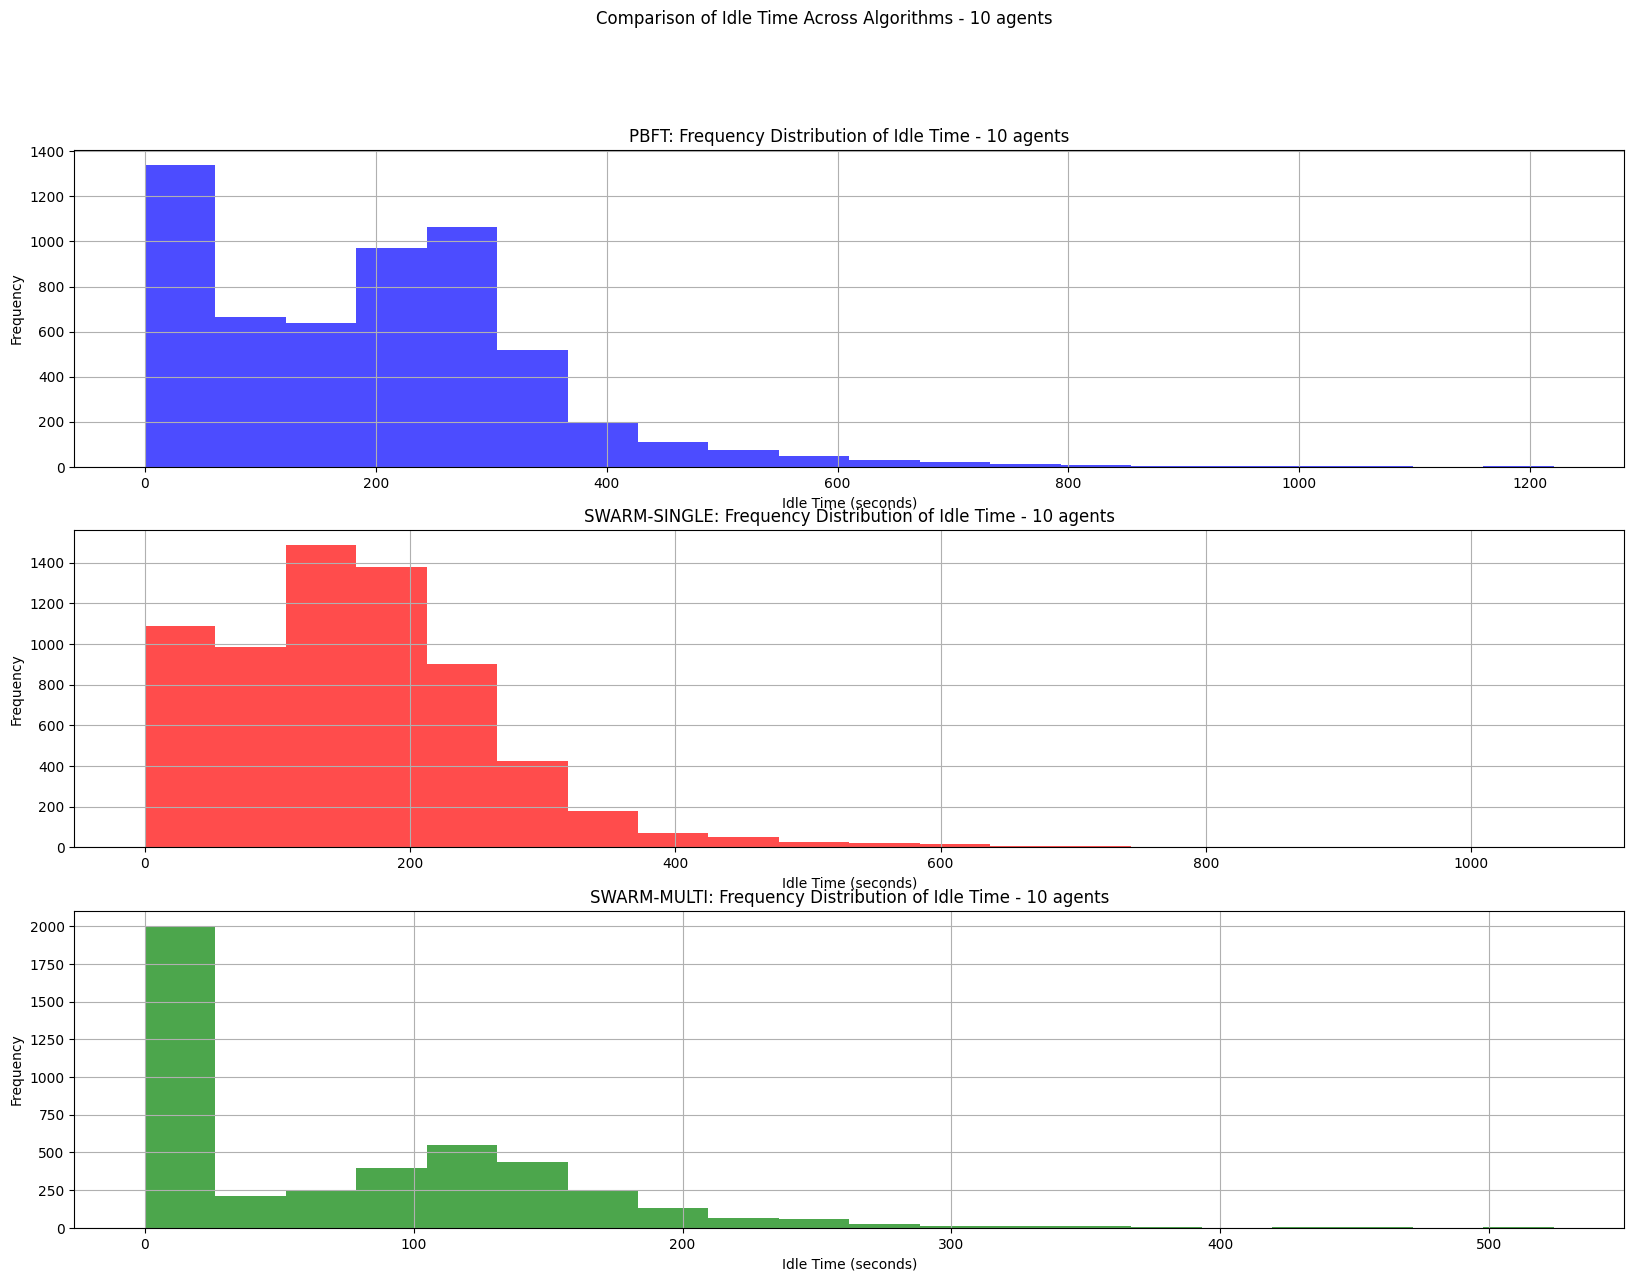 Comparison of Idle Time Across Algorithms - 10 agents
PBFT: Frequency Distribution of Idle Time - 10 agents
1400
1200
1000
800
600
400
200
0
Frequency
0 200 400 600 800 1000 1200
Idle Time (seconds)
SWARM-SINGLE: Frequency Distribution of Idle Time - 10 agents
1400
1200
1000
800
600
400
200
0
Frequency
0 200 400 600 800 1000
Idle Time (seconds)
SWARM-MULTI: Frequency Distribution of Idle Time - 10 agents
2000
1750
1500
1250
1000
750
500
250
0
Frequency
0 100 200 300 400 500
Idle Time (seconds)